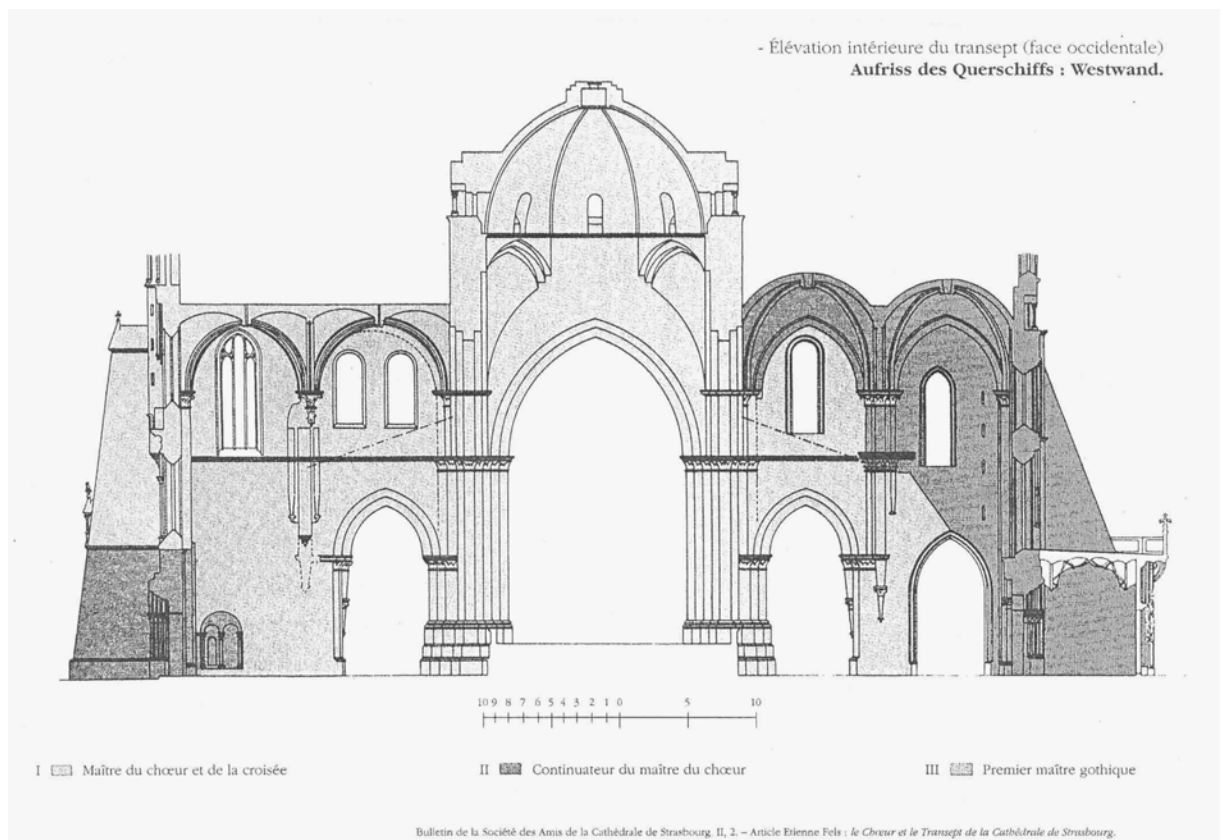 - Élévation intérieure du transept (face occidentale)
Aufriss des Querschiffs : Westwand.
10 9 8 7 6 5 4 3 2 1 0 5 10
I Maître du chœur et de la croisée
II Continuateur du maître du chœur
III Premier maître gothique
Bulletin de la Société des Amis de la Cathédrale de Strasbourg. II, 2. – Article Etienne Fels : le Chœur et le Transept de la Cathédrale de Strasbourg.